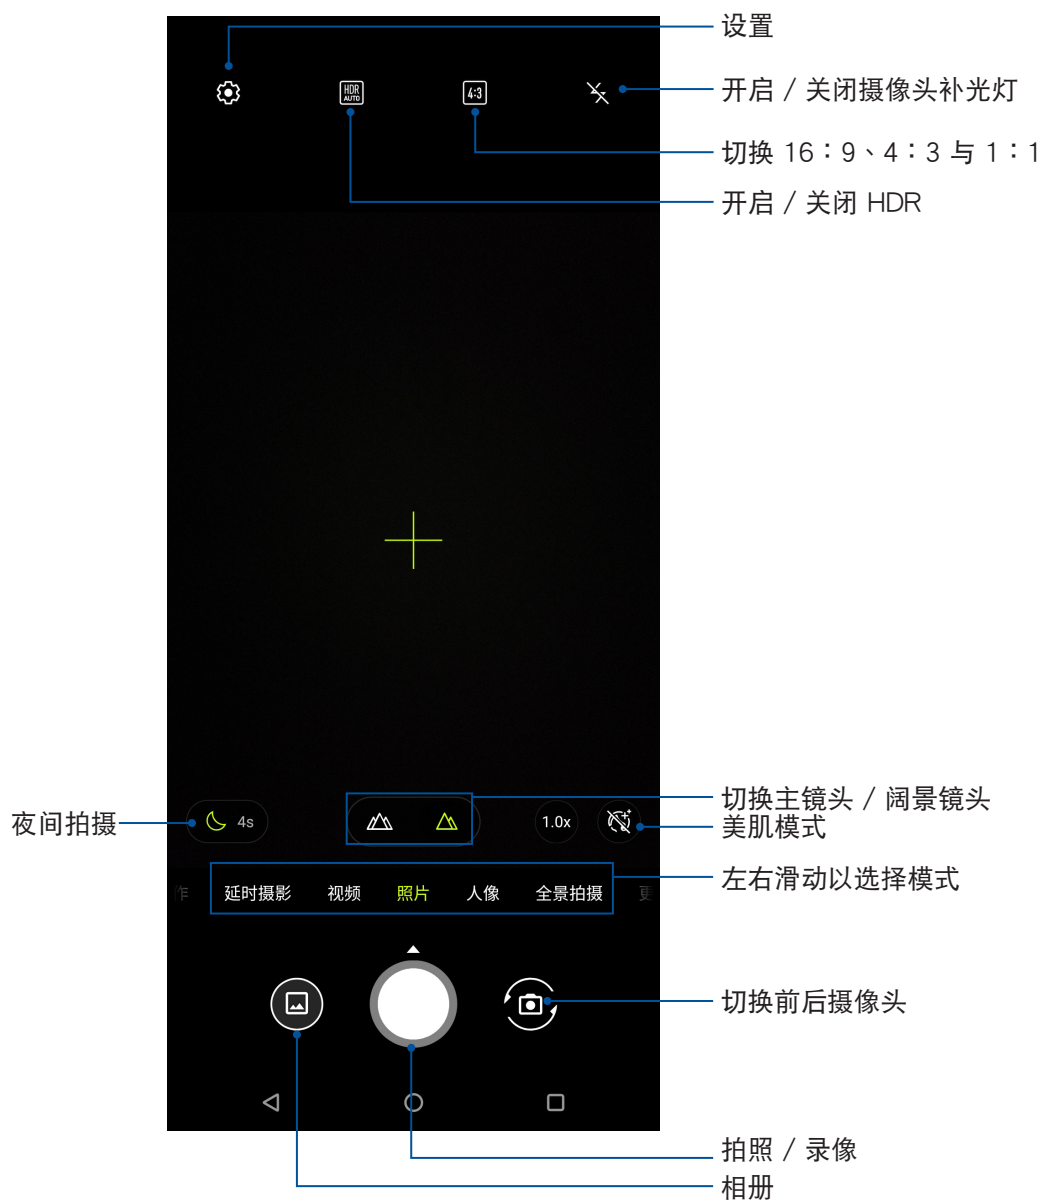 设置
开启 / 关闭摄像头补光灯
HDR
AUTO
4:3
切换 16：9、4：3 与 1：1
开启 / 关闭 HDR
切换主镜头 / 阔景镜头
夜间拍摄
4s
1.0x
美肌模式
左右滑动以选择模式
作 延时摄影 视频 照片 人像 全景拍摄 更
切换前后摄像头
拍照 / 录像
相册